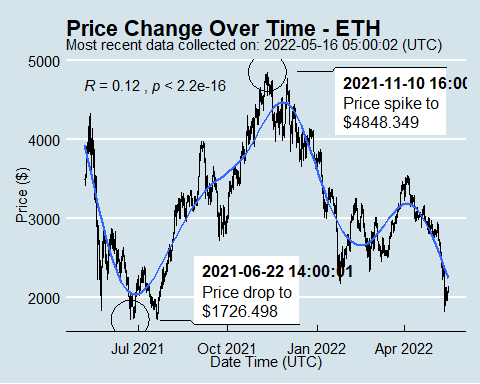 Price Change Over Time - ETH
Most recent data collected on: 2022-05-16 05:00:02 (UTC)
R = 0.12 , p < 2.2e-16
2021-11-10 16:00
Price spike to
$4848.349
2021-06-22 14:00:01
Price drop to
$1726.498
Price ($)
5000
4000
3000
2000
Jul 2021 Oct 2021 Jan 2022 Apr 2022
Date Time (UTC)